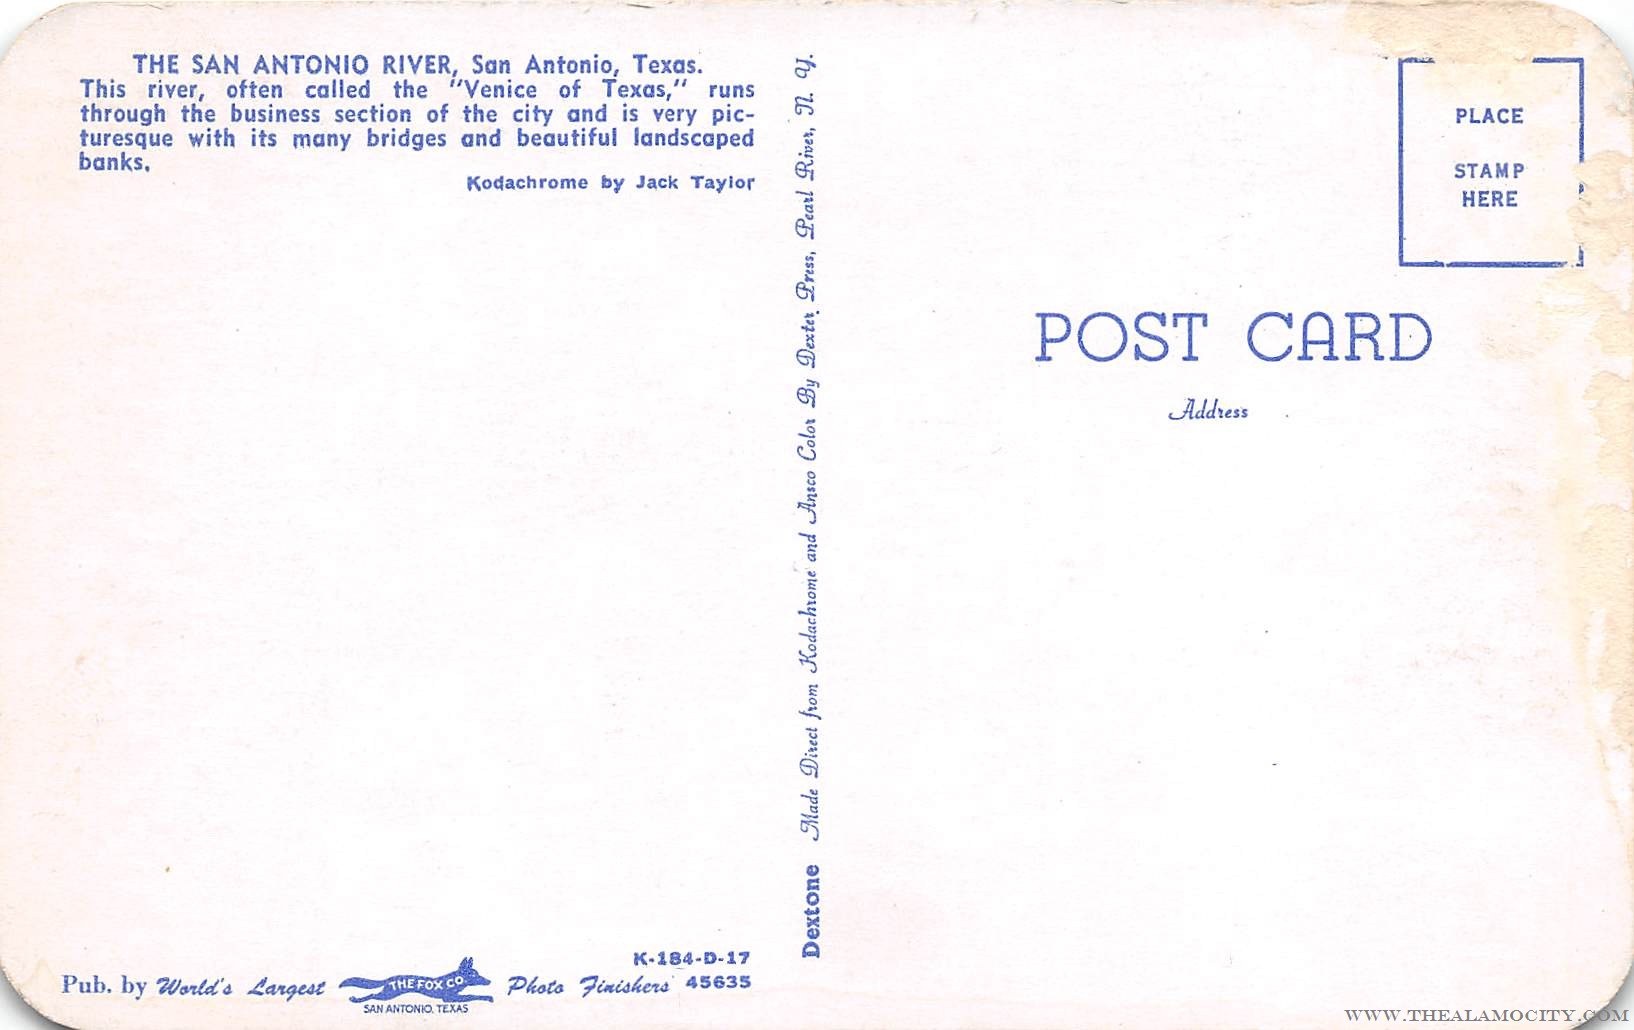 THE SAN ANTONIO RIVER, San Antonio, Texas.
This river, often called the "Venice of Texas," runs
through the business section of the city and is very pic-
turesque with its many bridges and beautiful landscaped
banks.
Kodachrome by Jack Taylor
K-184-D-17
Pub. by World's Largest THE FOX CO. Photo Finishers 45635
SAN ANTONIO, TEXAS
Dextone Made Direct from Kodachrome and Ansco Color By Dexter Press, Pearl River, N. Y.
PLACE
STAMP
HERE
POST CARD
Address
WWW.THEALAMOCITY.COM